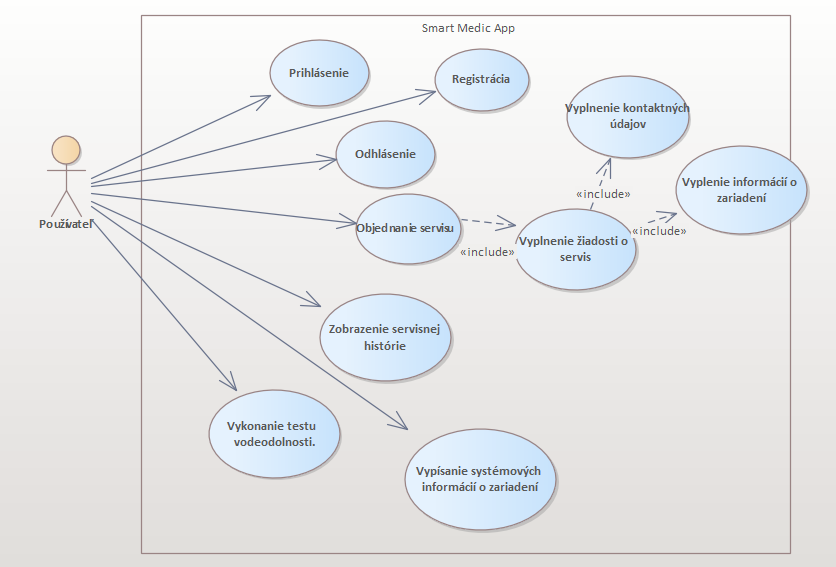 Smart Medic App
Prihlásenie
Registrácia
Vyplnenie kontaktných
údajov
Odhlásenie
Vyplenie informácií o
zariadení
«include»
Používateľ
Objednanie servisu
«include»
Vyplnenie žiadosti o
servis
«include»
Zobrazenie servisnej
histórie
Vykonanie testu
vodeodolnosti.
Vypísanie systémových
informácií o zariadení